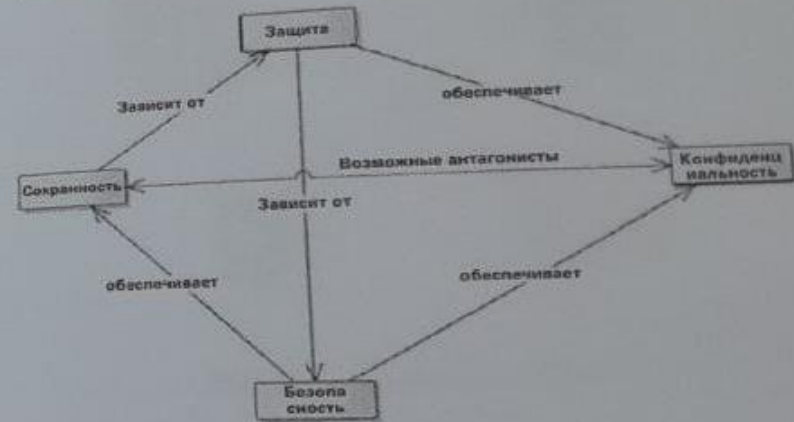 Защита
обеспечивает
Зависит от
Возможные антагонисты
Конфиденц
иальность
Сохранность
Зависит от
обеспечивает
обеспечивает
Безопа
сность